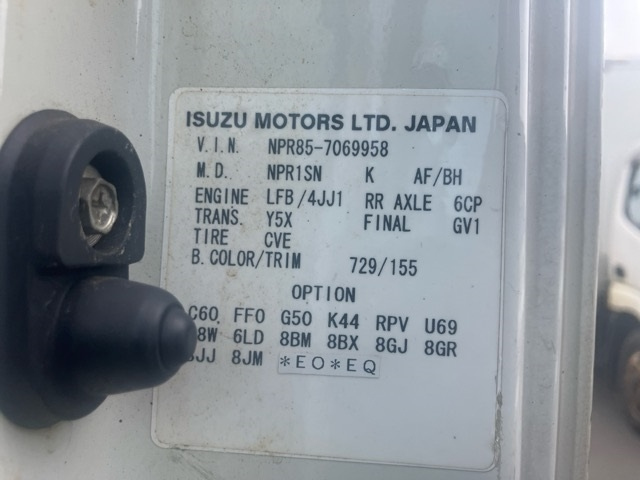 ISUZU MOTORS LTD. JAPAN
V.I.N. NPR85-7069958
M.D. NPR1SN K AF/BH
ENGINE LFB/4JJ1 RR AXLE 6CP
TRANS. Y5X FINAL GV1
TIRE CVE
B.COLOR/TRIM 729/155
OPTION
C60 FF0 G50 K44 RPV U69
6LD 8BM 8BX 8GJ 8GR
8JM *EO*EQ